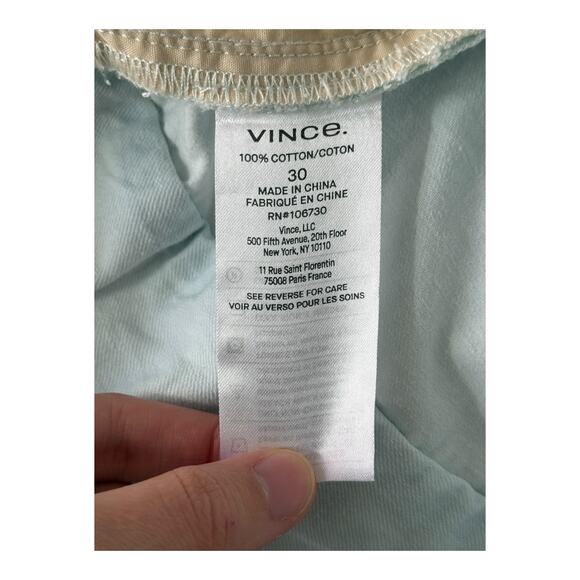 VINCE.
100% COTTON/COTON
30
MADE IN CHINA
FABRIQUÉ EN CHINE
RN#106730
Vince, LLC
500 Fifth Avenue, 20th Floor
New York, NY 10110
11 Rue Saint Florentin
75008 Paris France
SEE REVERSE FOR CARE
VOIR AU VERSO POUR LES SOINS